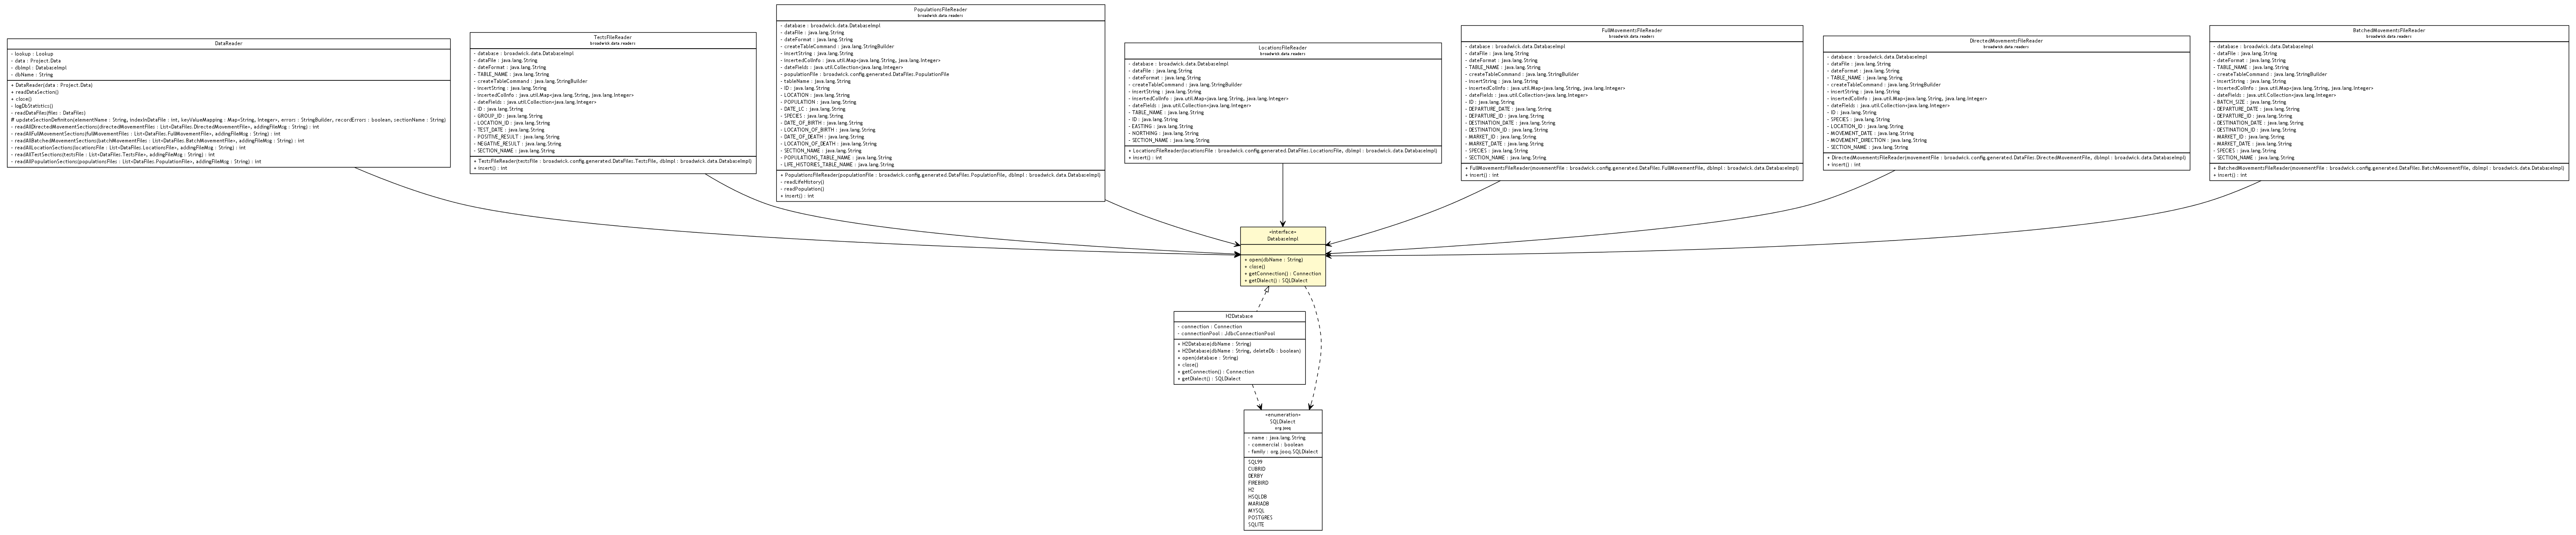 DataReader
- lookup : Lookup
- data : Project.Data
- dbImpl : DatabaseImpl
- dbName : String
+ DataReader(data : Project.Data)
+ readDataSection()
+ close()
- logDbStatistics()
- readDataFiles(files : DataFiles)
# updateSectionDefinition(elementName : String, indexInDataFile : int, keyValueMapping : Map<String, Integer>, errors : StringBuilder, recordErrors : boolean, sectionName : String)
- readAllDirectedMovementSections(directedMovementFiles : List<DataFiles.DirectedMovementFile>, addingFileMsg : String) : int
- readAllFullMovementSections(fullMovementFiles : List<DataFiles.FullMovementFile>, addingFileMsg : String) : int
- readAllBatchedMovementSections(batchMovementFiles : List<DataFiles.BatchMovementFile>, addingFileMsg : String) : int
- readAllLocationSections(locationsFile : List<DataFiles.LocationsFile>, addingFileMsg : String) : int
- readAllTestSections(testsFile : List<DataFiles.TestsFile>, addingFileMsg : String) : int
- readAllPopulationSections(populationsFile : List<DataFiles.PopulationFile>, addingFileMsg : String) : int
TestsFileReader
broadwick.data.readers
- database : broadwick.data.DatabaseImpl
- dataFile : java.lang.String
- dateFormat : java.lang.String
- TABLE_NAME : java.lang.String
- createTableCommand : java.lang.StringBuilder
- insertString : java.lang.String
- insertedColInfo : java.util.Map<java.lang.String, java.lang.Integer>
- dateFields : java.util.Collection<java.lang.Integer>
- ID : java.lang.String
- GROUP_ID : java.lang.String
- LOCATION_ID : java.lang.String
- TEST_DATE : java.lang.String
- POSITIVE_RESULT : java.lang.String
- NEGATIVE_RESULT : java.lang.String
- SECTION_NAME : java.lang.String
+ TestsFileReader(testsFile : broadwick.config.generated.DataFiles.TestsFile, dbImpl : broadwick.data.DatabaseImpl)
+ insert() : int
PopulationsFileReader
broadwick.data.readers
- database : broadwick.data.DatabaseImpl
- dataFile : java.lang.String
- dateFormat : java.lang.String
- createTableCommand : java.lang.StringBuilder
- insertString : java.lang.String
- insertedColInfo : java.util.Map<java.lang.String, java.lang.Integer>
- dateFields : java.util.Collection<java.lang.Integer>
- populationFile : broadwick.config.generated.DataFiles.PopulationFile
- tableName : java.lang.String
- ID : java.lang.String
- LOCATION : java.lang.String
- POPULATION : java.lang.String
- DATE_LC : java.lang.String
- SPECIES : java.lang.String
- DATE_OF_BIRTH : java.lang.String
- LOCATION_OF_BIRTH : java.lang.String
- DATE_OF_DEATH : java.lang.String
- LOCATION_OF_DEATH : java.lang.String
- SECTION_NAME : java.lang.String
- POPULATIONS_TABLE_NAME : java.lang.String
- LIFE_HISTORIES_TABLE_NAME : java.lang.String
+ PopulationsFileReader(populationFile : broadwick.config.generated.DataFiles.PopulationFile, dbImpl : broadwick.data.DatabaseImpl)
- readLifeHistory()
- readPopulation()
+ insert() : int
LocationsFileReader
broadwick.data.readers
- database : broadwick.data.DatabaseImpl
- dataFile : java.lang.String
- dateFormat : java.lang.String
- createTableCommand : java.lang.StringBuilder
- insertString : java.lang.String
- insertedColInfo : java.util.Map<java.lang.String, java.lang.Integer>
- dateFields : java.util.Collection<java.lang.Integer>
- TABLE_NAME : java.lang.String
- ID : java.lang.String
- EASTING : java.lang.String
- NORTHING : java.lang.String
- SECTION_NAME : java.lang.String
+ LocationsFileReader(locationsFile : broadwick.config.generated.DataFiles.LocationsFile, dbImpl : broadwick.data.DatabaseImpl)
+ insert() : int
FullMovementsFileReader
broadwick.data.readers
- database : broadwick.data.DatabaseImpl
- dataFile : java.lang.String
- dateFormat : java.lang.String
- TABLE_NAME : java.lang.String
- createTableCommand : java.lang.StringBuilder
- insertString : java.lang.String
- insertedColInfo : java.util.Map<java.lang.String, java.lang.Integer>
- dateFields : java.util.Collection<java.lang.Integer>
- ID : java.lang.String
- DEPARTURE_DATE : java.lang.String
- DEPARTURE_ID : java.lang.String
- DESTINATION_DATE : java.lang.String
- DESTINATION_ID : java.lang.String
- MARKET_ID : java.lang.String
- MARKET_DATE : java.lang.String
- SPECIES : java.lang.String
- SECTION_NAME : java.lang.String
+ FullMovementsFileReader(movementFile : broadwick.config.generated.DataFiles.FullMovementFile, dbImpl : broadwick.data.DatabaseImpl)
+ insert() : int
DirectedMovementsFileReader
broadwick.data.readers
- database : broadwick.data.DatabaseImpl
- dataFile : java.lang.String
- dateFormat : java.lang.String
- TABLE_NAME : java.lang.String
- createTableCommand : java.lang.StringBuilder
- insertString : java.lang.String
- insertedColInfo : java.util.Map<java.lang.String, java.lang.Integer>
- dateFields : java.util.Collection<java.lang.Integer>
- ID : java.lang.String
- SPECIES : java.lang.String
- LOCATION_ID : java.lang.String
- MOVEMENT_DATE : java.lang.String
- MOVEMENT_DIRECTION : java.lang.String
- SECTION_NAME : java.lang.String
+ DirectedMovementsFileReader(movementFile : broadwick.config.generated.DataFiles.DirectedMovementFile, dbImpl : broadwick.data.DatabaseImpl)
+ insert() : int
BatchedMovementsFileReader
broadwick.data.readers
- database : broadwick.data.DatabaseImpl
- dataFile : java.lang.String
- dateFormat : java.lang.String
- TABLE_NAME : java.lang.String
- createTableCommand : java.lang.StringBuilder
- insertString : java.lang.String
- insertedColInfo : java.util.Map<java.lang.String, java.lang.Integer>
- dateFields : java.util.Collection<java.lang.Integer>
- BATCH_SIZE : java.lang.String
- DEPARTURE_DATE : java.lang.String
- DEPARTURE_ID : java.lang.String
- DESTINATION_DATE : java.lang.String
- DESTINATION_ID : java.lang.String
- MARKET_ID : java.lang.String
- MARKET_DATE : java.lang.String
- SPECIES : java.lang.String
- SECTION_NAME : java.lang.String
+ BatchedMovementsFileReader(movementFile : broadwick.config.generated.DataFiles.BatchMovementFile, dbImpl : broadwick.data.DatabaseImpl)
+ insert() : int
«interface»
DatabaseImpl
+ open(dbName : String)
+ close()
+ getConnection() : Connection
+ getDialect() : SQLDialect
H2Database
- connection : Connection
- connectionPool : JdbcConnectionPool
+ H2Database(dbName : String)
+ H2Database(dbName : String, deleteDb : boolean)
+ open(database : String)
+ close()
+ getConnection() : Connection
+ getDialect() : SQLDialect
«enumeration»
SQLDialect
org.jooq
- name : java.lang.String
- commercial : boolean
- family : org.jooq.SQLDialect
SQL99
CUBRID
DERBY
FIREBIRD
H2
HSQLDB
MARIADB
MYSQL
POSTGRES
SQLITE